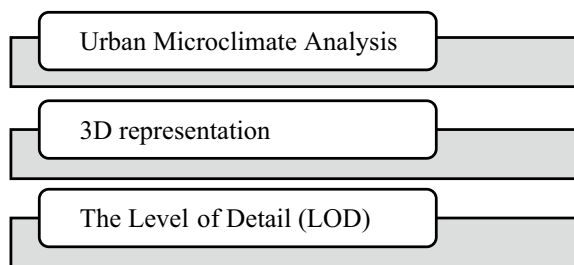 Urban Microclimate Analysis
3D representation
The Level of Detail (LOD)